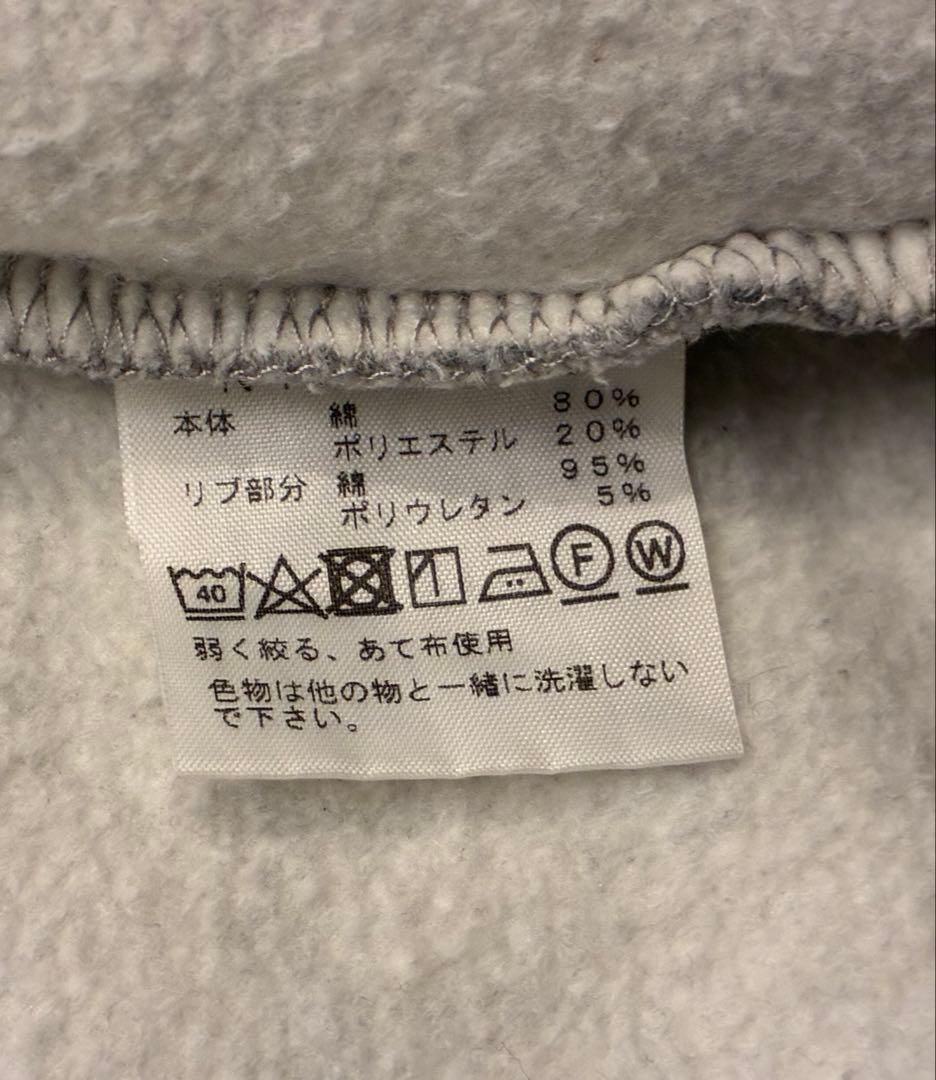 本体 綿 80%
ポリエステル 20%
リブ部分 綿 95%
ポリウレタン 5%
40 F W
弱く絞る、あて布使用
色物は他の物と一緒に洗濯しない
で下さい。